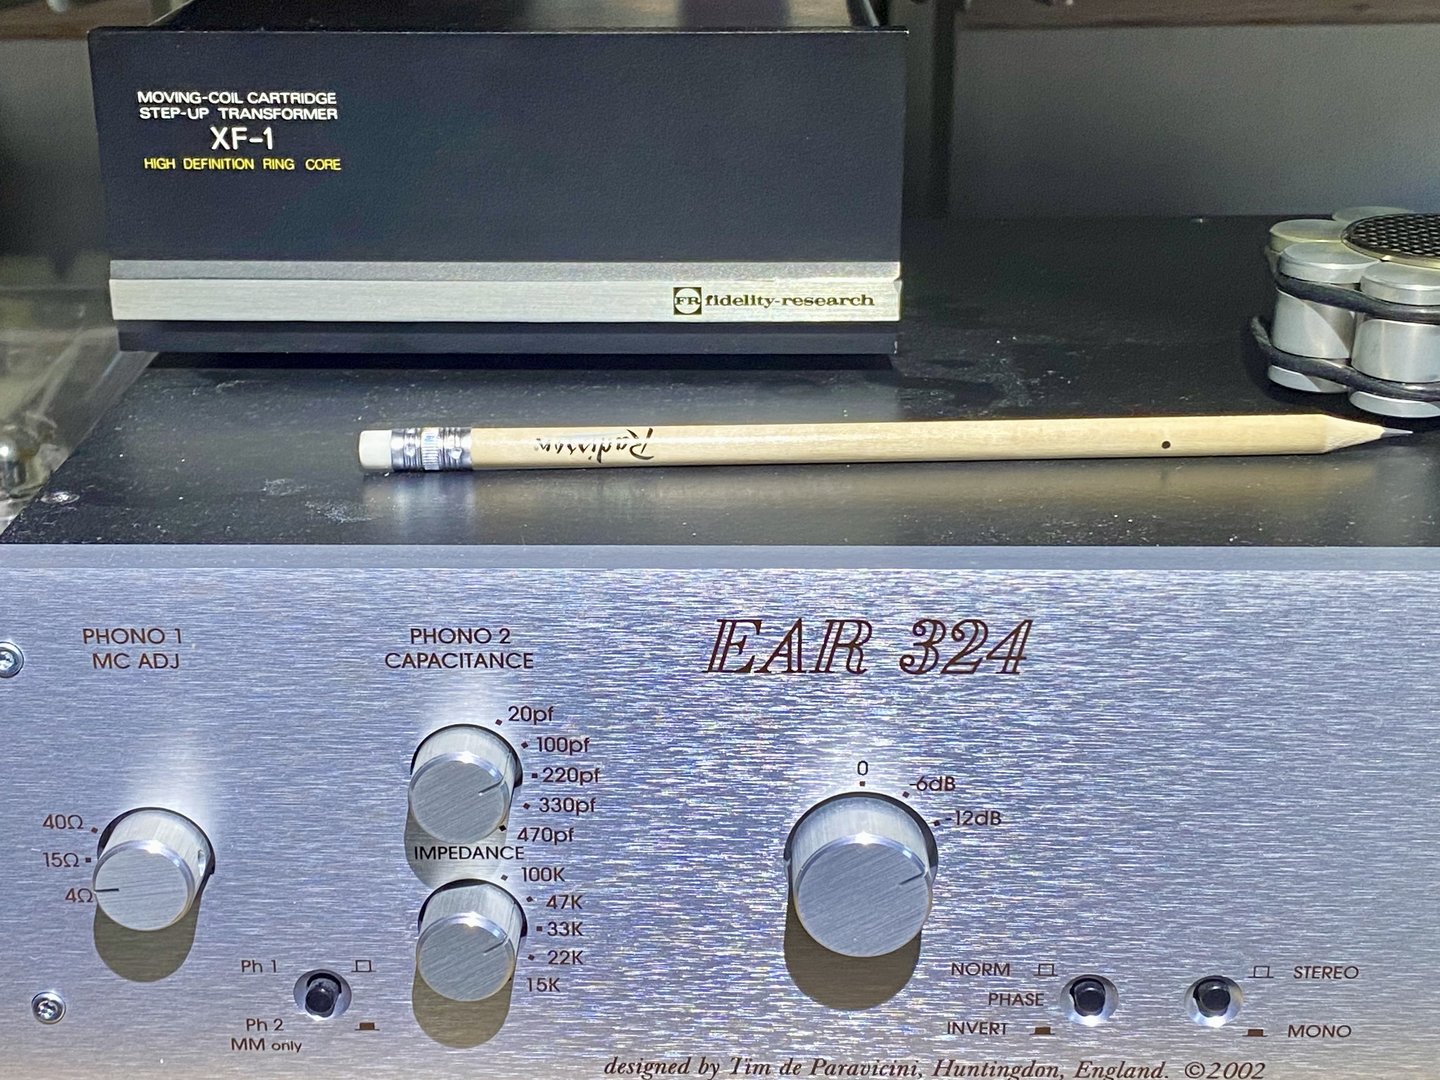 MOVING-COIL CARTRIDGE
STEP-UP TRANSFORMER
XF-1
HIGH DEFINITION RING CORE
FR fidelity-research
Radisson
PHONO 1
MC ADJ
40Ω
15Ω
4Ω
PHONO 2
CAPACITANCE
20pf
100pf
220pf
330pf
470pf
IMPEDANCE
100K
47K
33K
22K
15K
Ph 1
Ph 2
MM only
EAR 324
0
-6dB
-12dB
NORM
PHASE
INVERT
STEREO
MONO
designed by Tim de Paravicini, Huntingdon, England. ©2002